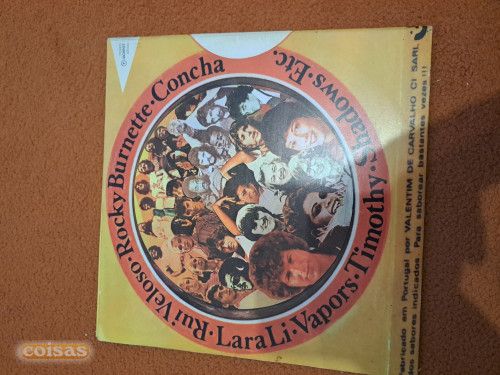 Rui Veloso · Rocky Burnette · Concha
Lara Li · Vapors · Timothy · Shadows · Etc.
Fabricado em Portugal por VALENTIM DE CARVALHO CI SARL
dos sabores indicados. Para saborear bastantes vezes !!!
coisas